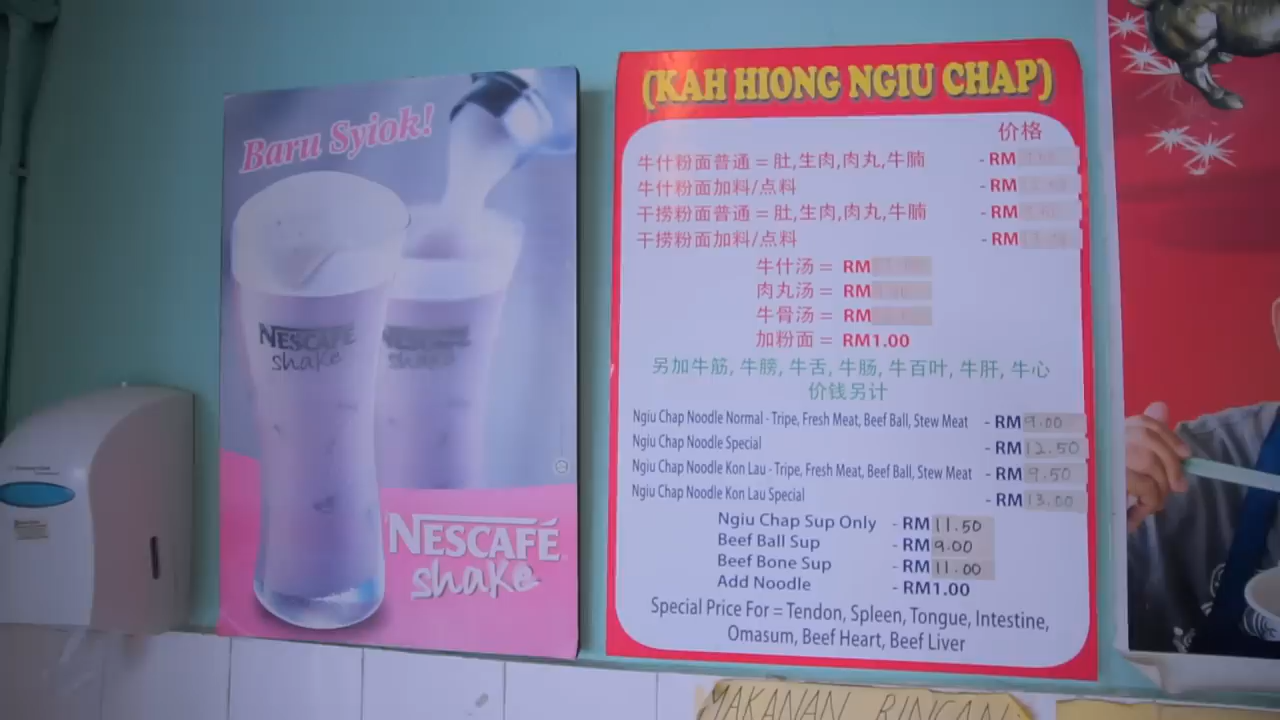 Baru Syiok!
NESCAFÉ
shake
NESCAFÉ
shake
NESCAFÉ
shake
(KAH HIONG NGIU CHAP)
价格
牛什粉面普通 = 肚,生肉,肉丸,牛腩 - RM
牛什粉面加料/点料 - RM
干捞粉面普通 = 肚,生肉,肉丸,牛腩 - RM
干捞粉面加料/点料 - RM
牛什汤 = RM
肉丸汤 = RM
牛骨汤 = RM
加粉面 = RM1.00
另加牛筋, 牛膀, 牛舌, 牛肠, 牛百叶, 牛肝, 牛心
价钱另计
Ngiu Chap Noodle Normal - Tripe, Fresh Meat, Beef Ball, Stew Meat - RM 9.00
Ngiu Chap Noodle Special - RM 12.50
Ngiu Chap Noodle Kon Lau - Tripe, Fresh Meat, Beef Ball, Stew Meat - RM 9.50
Ngiu Chap Noodle Kon Lau Special - RM 13.00
Ngiu Chap Sup Only - RM 11.50
Beef Ball Sup - RM 9.00
Beef Bone Sup - RM 11.00
Add Noodle - RM1.00
Special Price For = Tendon, Spleen, Tongue, Intestine,
Omasum, Beef Heart, Beef Liver
MAKANAN RINGAN